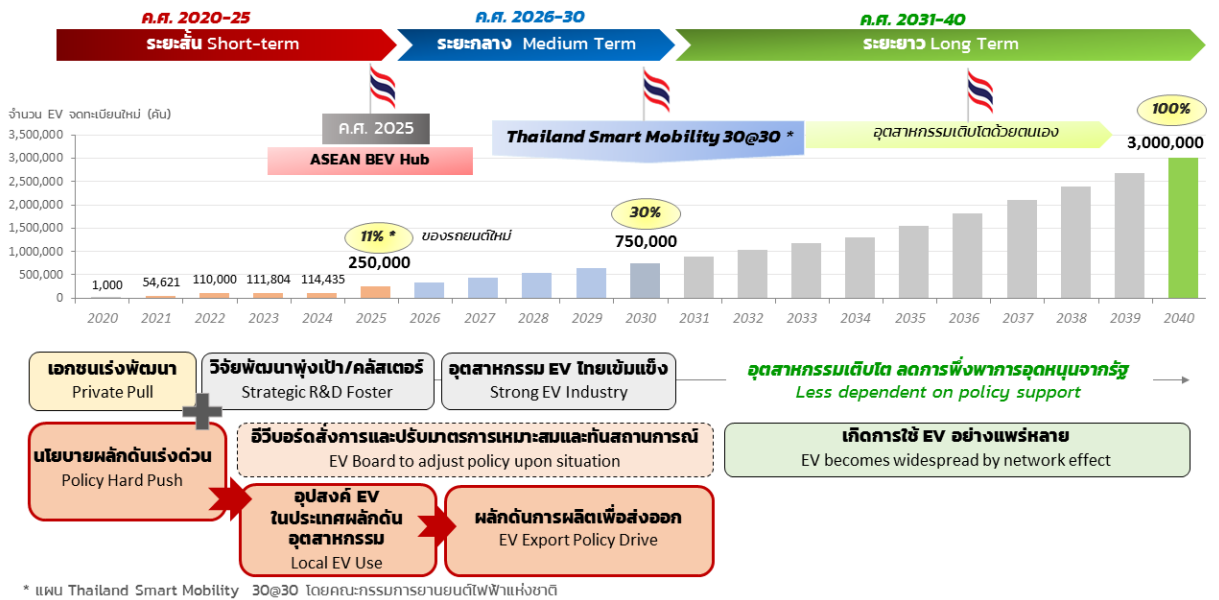 ค.ศ. 2020-25
ค.ศ. 2026-30
ค.ศ. 2031-40
ระยะสั้น Short-term
ระยะกลาง Medium Term
ระยะยาว Long Term
จำนวน EV จดทะเบียนใหม่ (คัน)
ค.ศ. 2025
ASEAN BEV Hub
Thailand Smart Mobility 30@30 *
อุตสาหกรรมเติบโตด้วยตนเอง
100%
3,000,000
3,500,000
3,000,000
2,500,000
2,000,000
1,500,000
1,000,000
500,000
0
11% *
ของรถยนต์ใหม่
30%
1,000
54,621
110,000
111,804
114,435
250,000
750,000
2020 2021 2022 2023 2024 2025 2026 2027 2028 2029 2030 2031 2032 2033 2034 2035 2036 2037 2038 2039 2040
เอกชนเร่งพัฒนา
Private Pull
วิจัยพัฒนาพุ่งเป้า/คลัสเตอร์
Strategic R&D Foster
อุตสาหกรรม EV ไทยเข้มแข็ง
Strong EV Industry
อุตสาหกรรมเติบโต ลดการพึ่งพาการอุดหนุนจากรัฐ
Less dependent on policy support
นโยบายผลักดันเร่งด่วน
Policy Hard Push
อีวีบอร์ดสั่งการและปรับมาตรการเหมาะสมและทันสถานการณ์
EV Board to adjust policy upon situation
เกิดการใช้ EV อย่างแพร่หลาย
EV becomes widespread by network effect
อุปสงค์ EV
ในประเทศผลักดัน
อุตสาหกรรม
Local EV Use
ผลักดันการผลิตเพื่อส่งออก
EV Export Policy Drive
* แผน Thailand Smart Mobility 30@30 โดยคณะกรรมการยานยนต์ไฟฟ้าแห่งชาติ